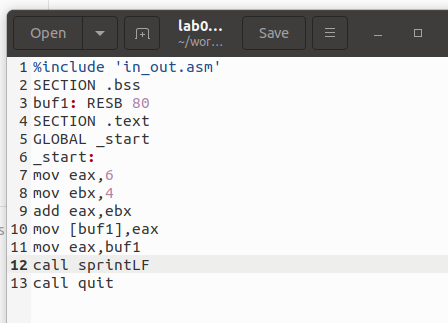 Open
lab0...
~/wor...
Save
1 %include 'in_out.asm'
2 SECTION .bss
3 buf1: RESB 80
4 SECTION .text
5 GLOBAL _start
6 _start:
7 mov eax,6
8 mov ebx,4
9 add eax,ebx
10 mov [buf1],eax
11 mov eax,buf1
12 call sprintLF
13 call quit